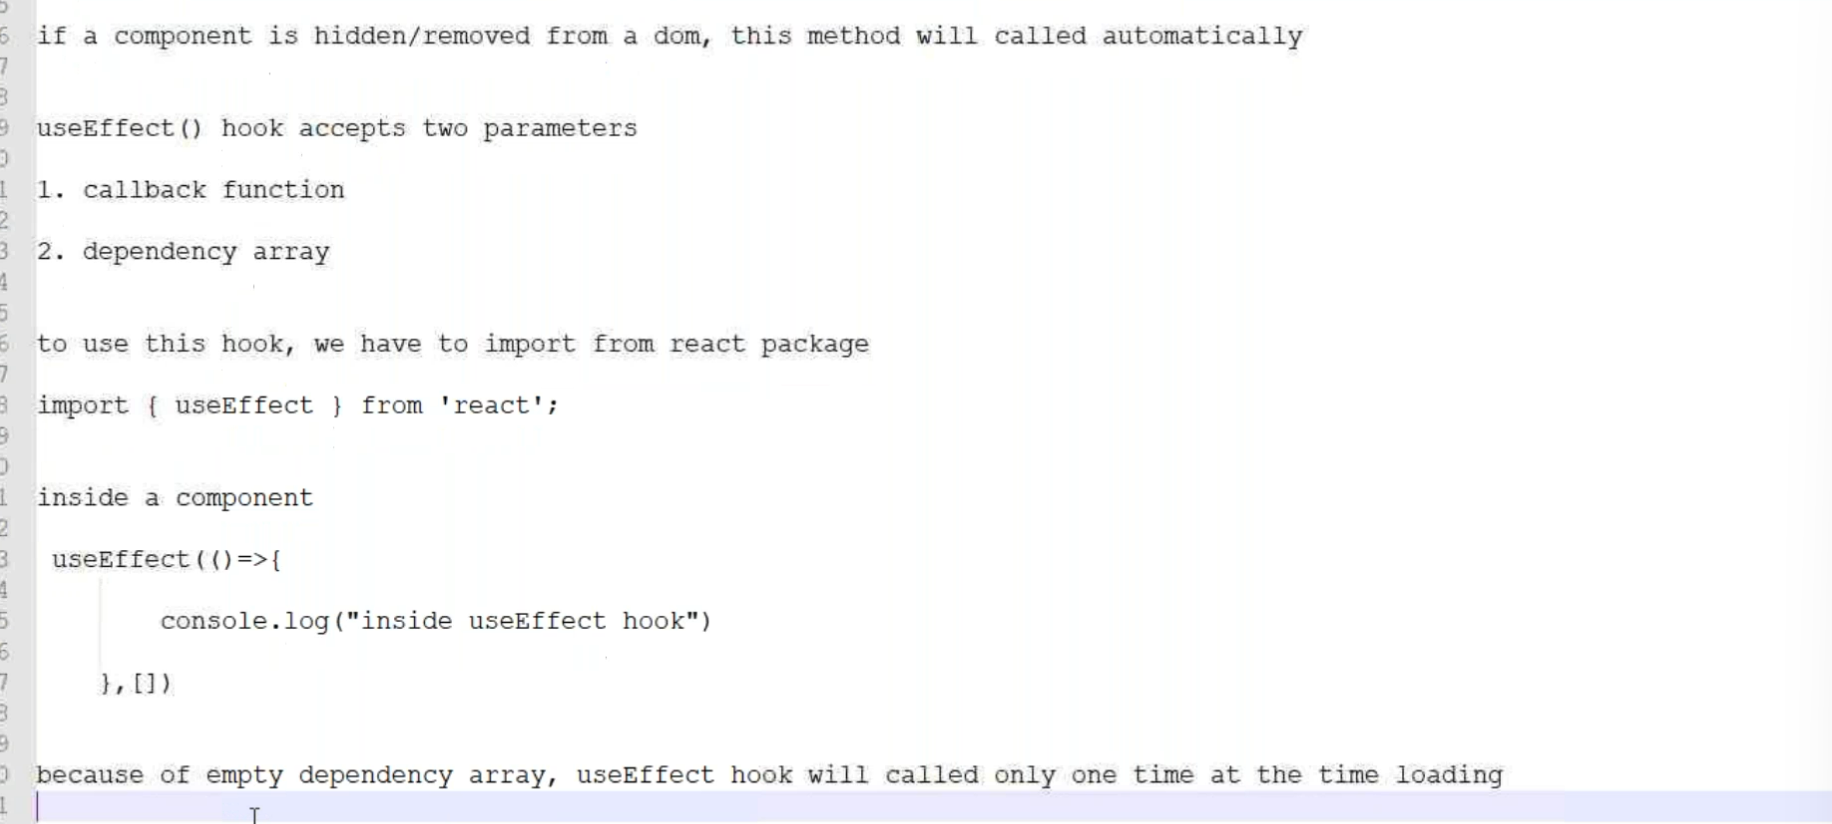 if a component is hidden/removed from a dom, this method will called automatically
useEffect() hook accepts two parameters
1. callback function
2. dependency array
to use this hook, we have to import from react package
import { useEffect } from 'react';
inside a component
useEffect(()=>{
console.log("inside useEffect hook")
},[])
because of empty dependency array, useEffect hook will called only one time at the time loading